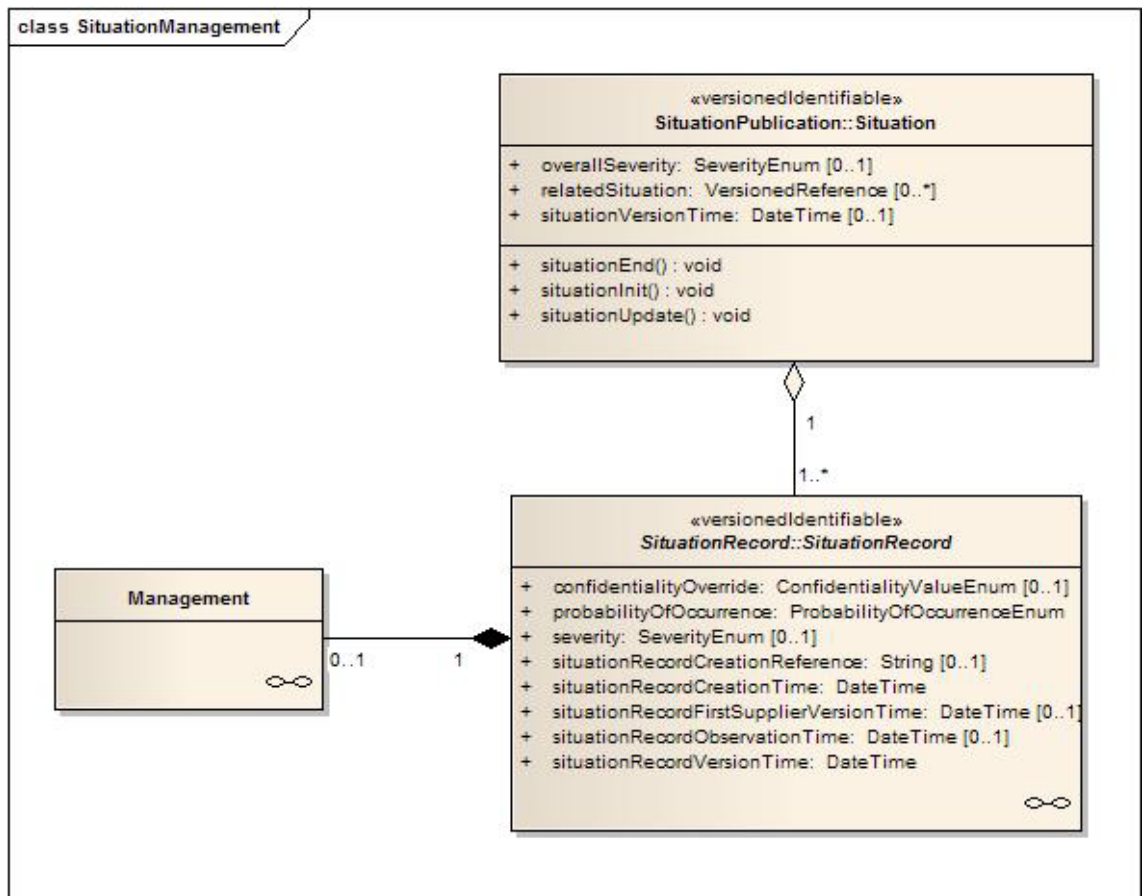 class SituationManagement
«versionedIdentifiable»
SituationPublication::Situation
+ overallSeverity: SeverityEnum [0..1]
+ relatedSituation: VersionedReference [0..*]
+ situationVersionTime: DateTime [0..1]
+ situationEnd() : void
+ situationInit() : void
+ situationUpdate() : void
1
1..*
«versionedIdentifiable»
SituationRecord::SituationRecord
+ confidentialityOverride: ConfidentialityValueEnum [0..1]
+ probabilityOfOccurrence: ProbabilityOfOccurrenceEnum
+ severity: SeverityEnum [0..1]
+ situationRecordCreationReference: String [0..1]
+ situationRecordCreationTime: DateTime
+ situationRecordFirstSupplierVersionTime: DateTime [0..1]
+ situationRecordObservationTime: DateTime [0..1]
+ situationRecordVersionTime: DateTime
Management
0..1
1